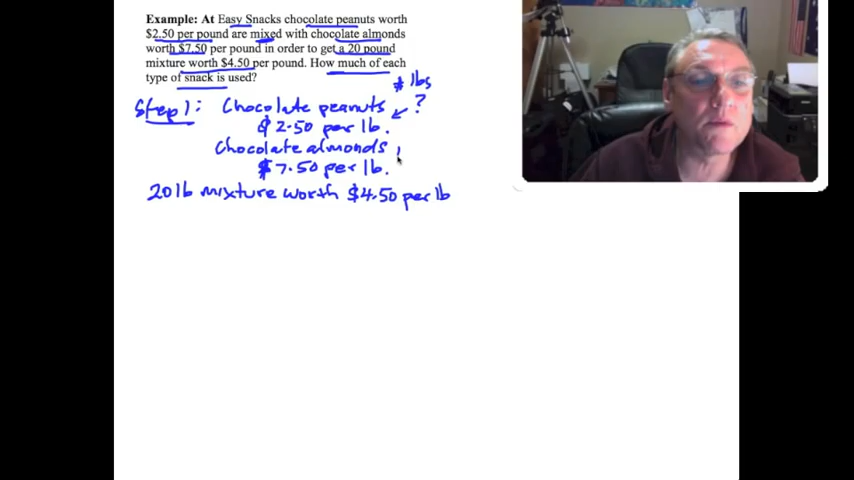 Example: At Easy Snacks chocolate peanuts worth
$2.50 per pound are mixed with chocolate almonds
worth $7.50 per pound in order to get a 20 pound
mixture worth $4.50 per pound. How much of each
type of snack is used?
# lbs
Step 1: Chocolate peanuts ?
$2.50 per lb.
Chocolate almonds
$7.50 per lb.
20 lb mixture worth $4.50 per lb